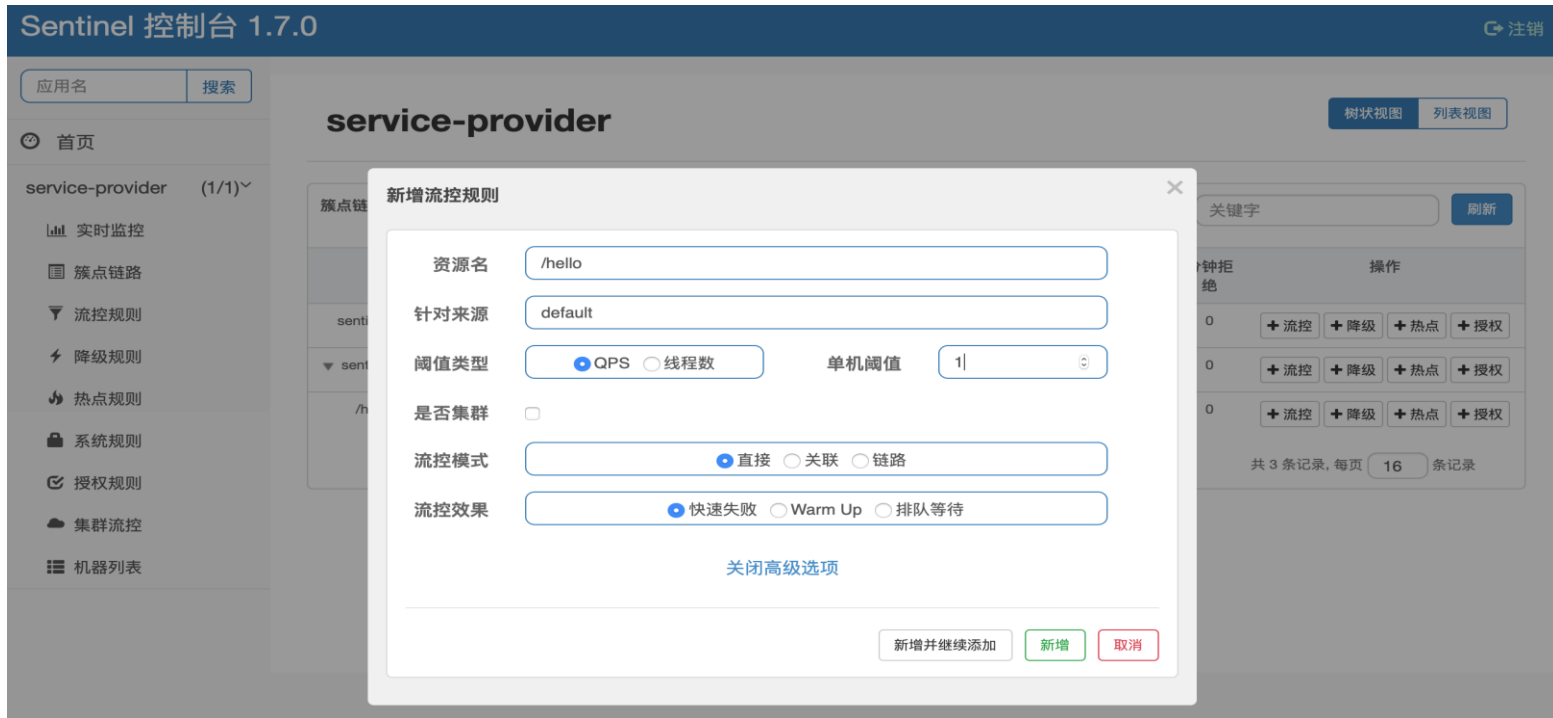 Sentinel 控制台 1.7.0
注销
应用名
搜索
首页
service-provider (1/1)
实时监控
簇点链路
流控规则
降级规则
热点规则
系统规则
授权规则
集群流控
机器列表
service-provider
树状视图 列表视图
簇点链
关键字
刷新
钟拒
绝
操作
senti
0
流控 降级 热点 授权
sent
0
流控 降级 热点 授权
/h
0
流控 降级 热点 授权
共 3 条记录, 每页 16 条记录
新增流控规则
资源名 /hello
针对来源 default
阈值类型 QPS 线程数 单机阈值 1
是否集群
流控模式 直接 关联 链路
流控效果 快速失败 Warm Up 排队等待
关闭高级选项
新增并继续添加 新增 取消